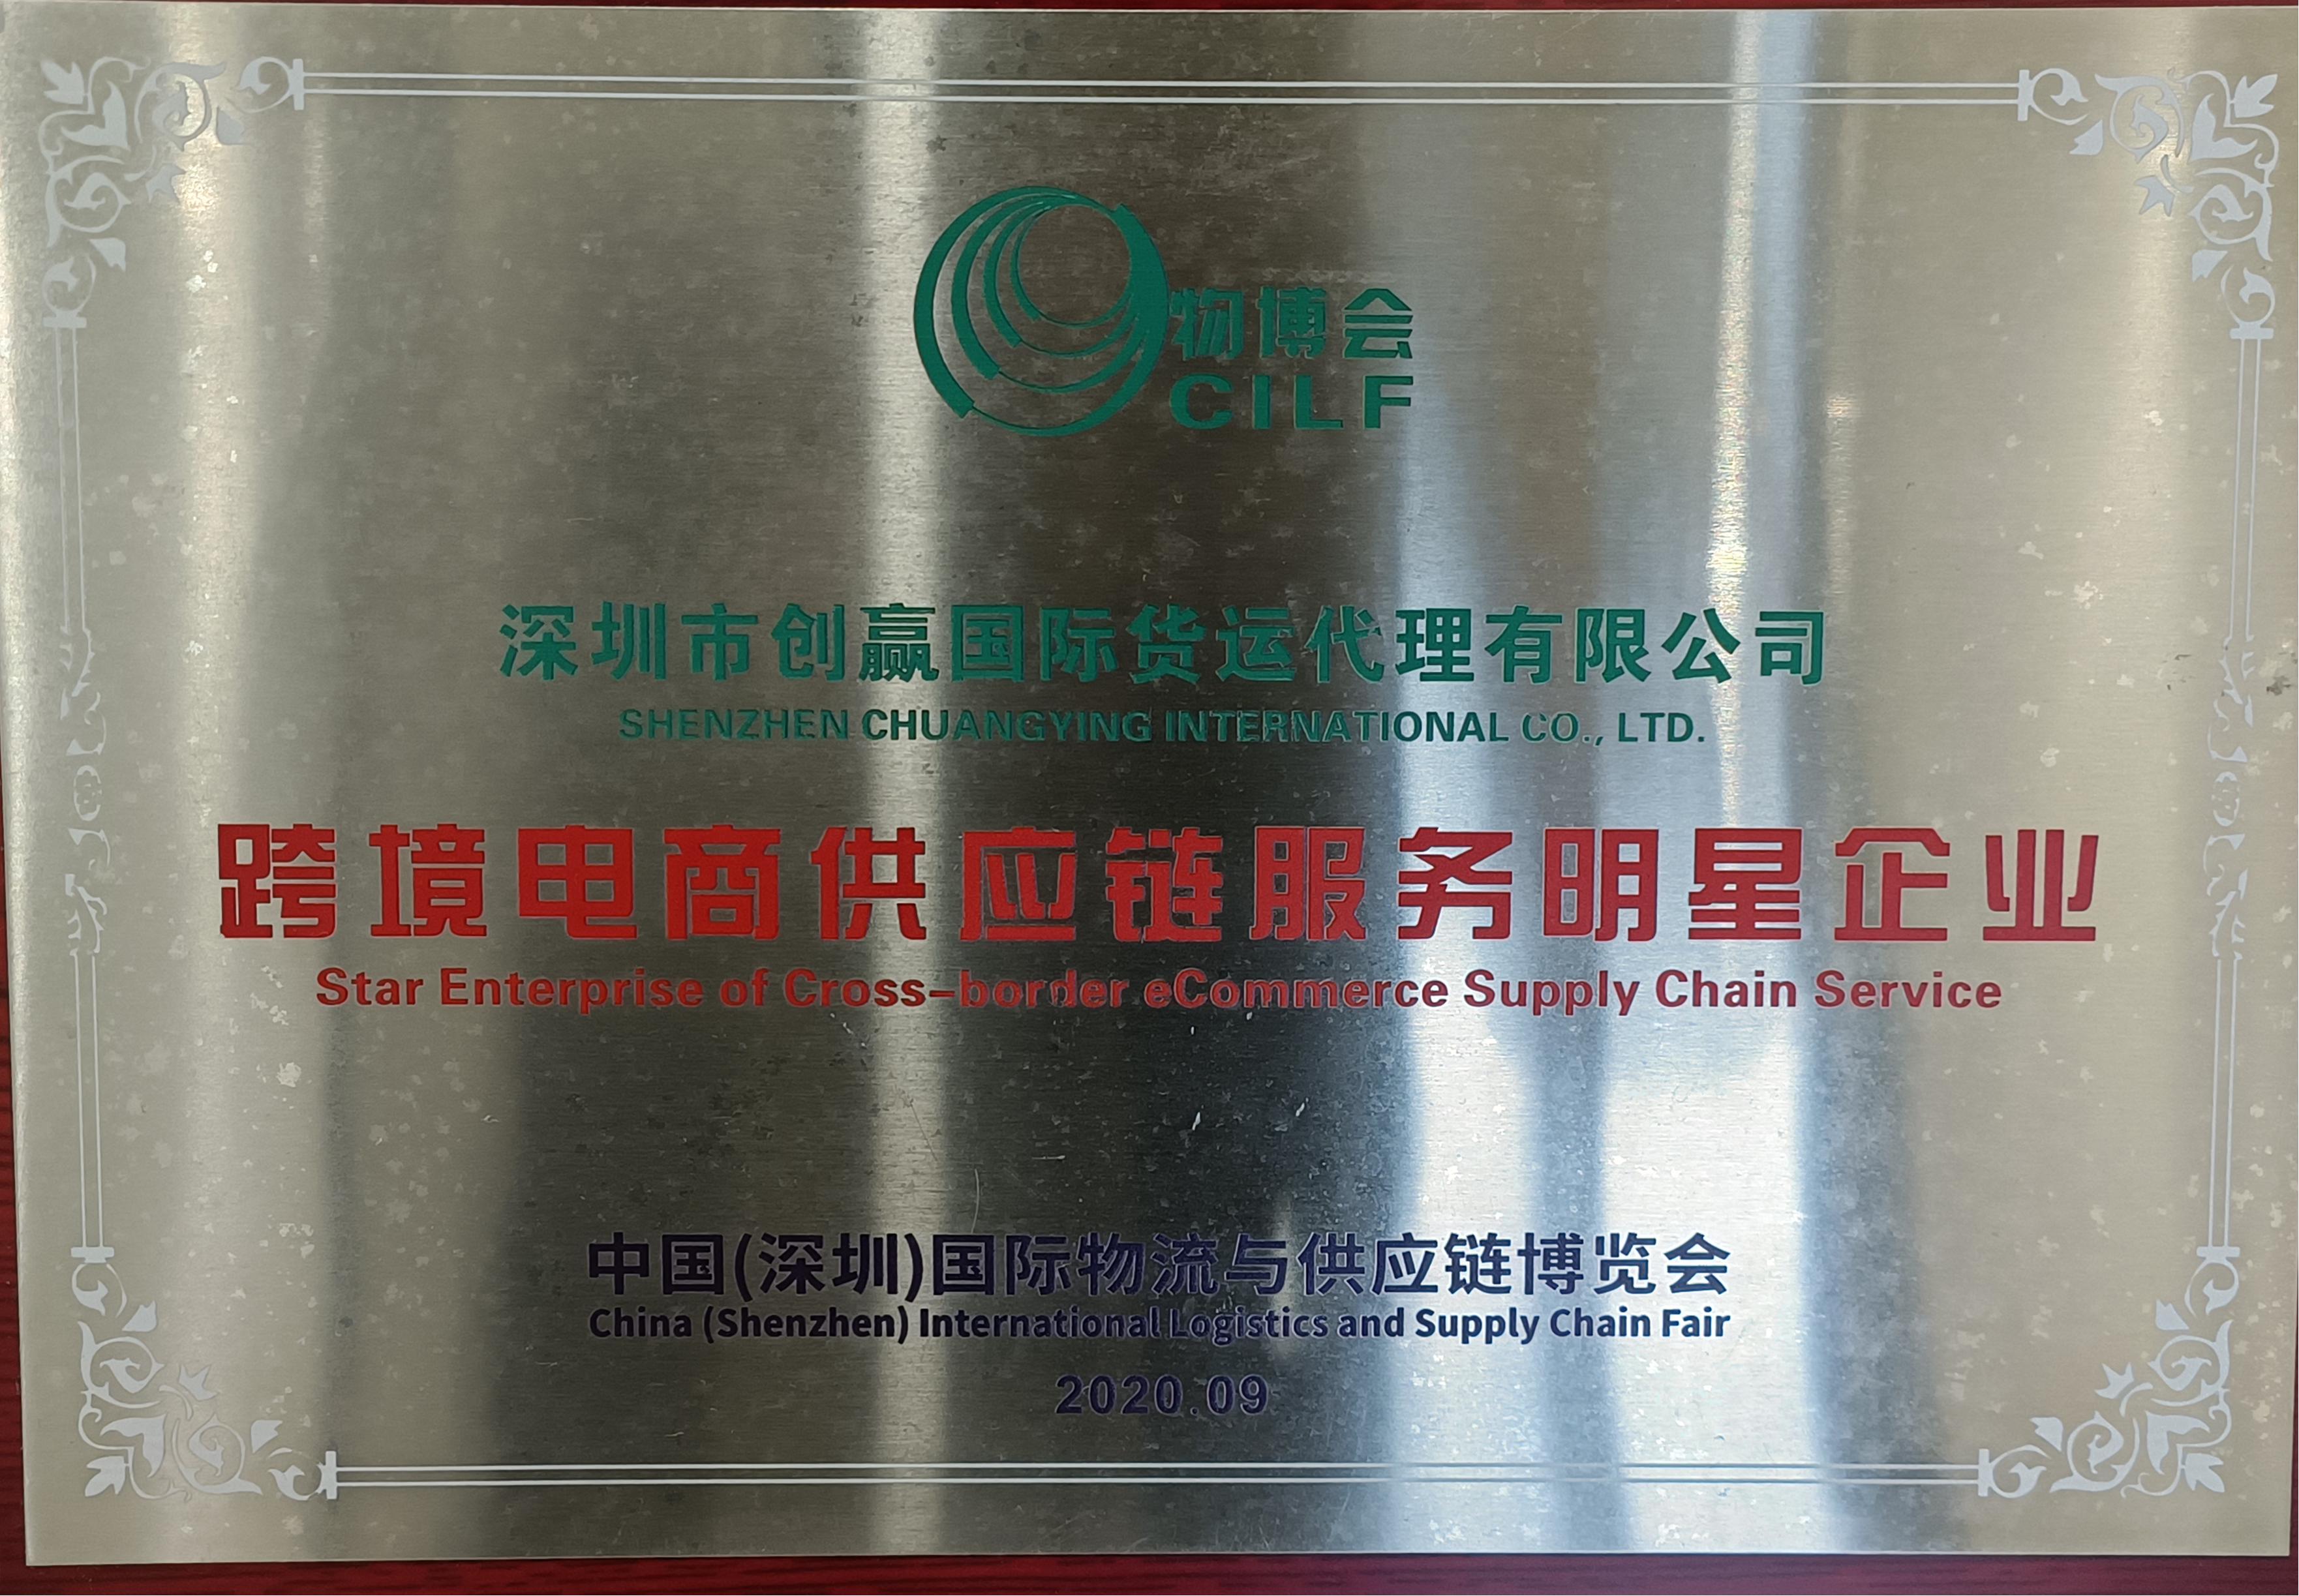 物博会
CILF
深圳市创赢国际货运代理有限公司
SHENZHEN CHUANGYING INTERNATIONAL CO., LTD.
跨境电商供应链服务明星企业
Star Enterprise of Cross-border eCommerce Supply Chain Service
中国(深圳)国际物流与供应链博览会
China (Shenzhen) International Logistics and Supply Chain Fair
2020.09